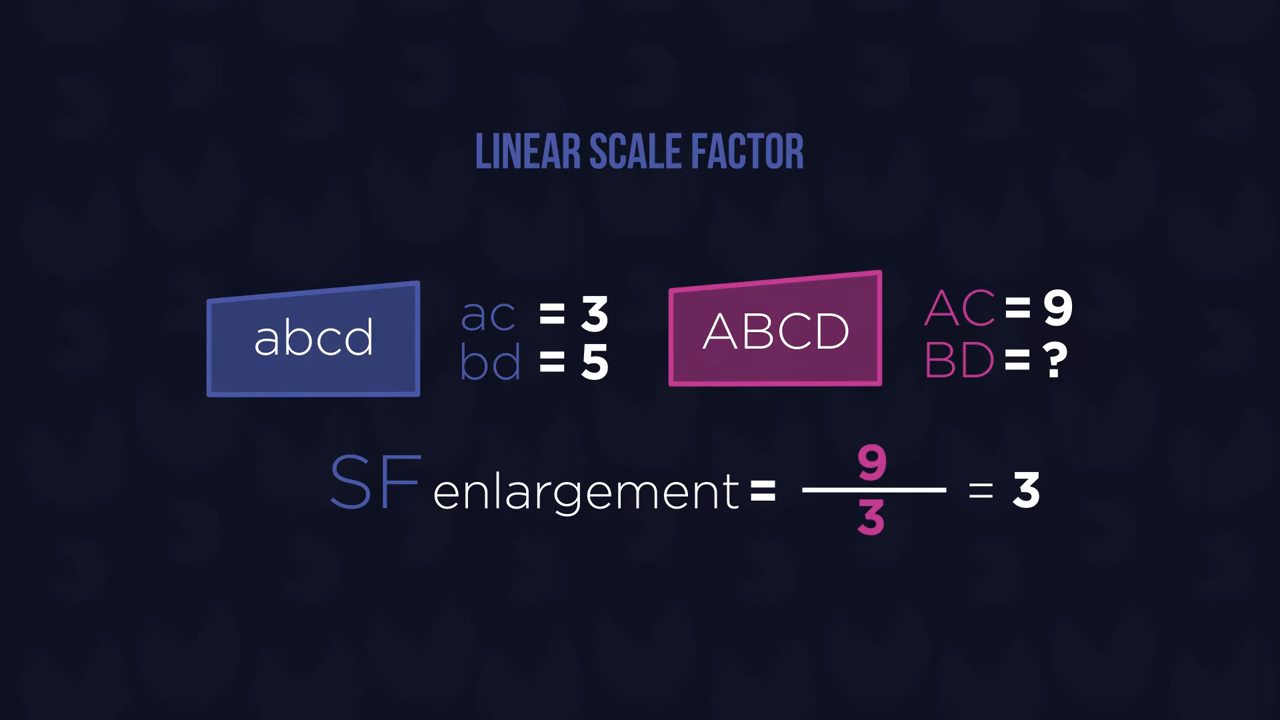 LINEAR SCALE FACTOR
abcd
ac = 3
bd = 5
ABCD
AC = 9
BD = ?
SF enlargement = 9/3 = 3